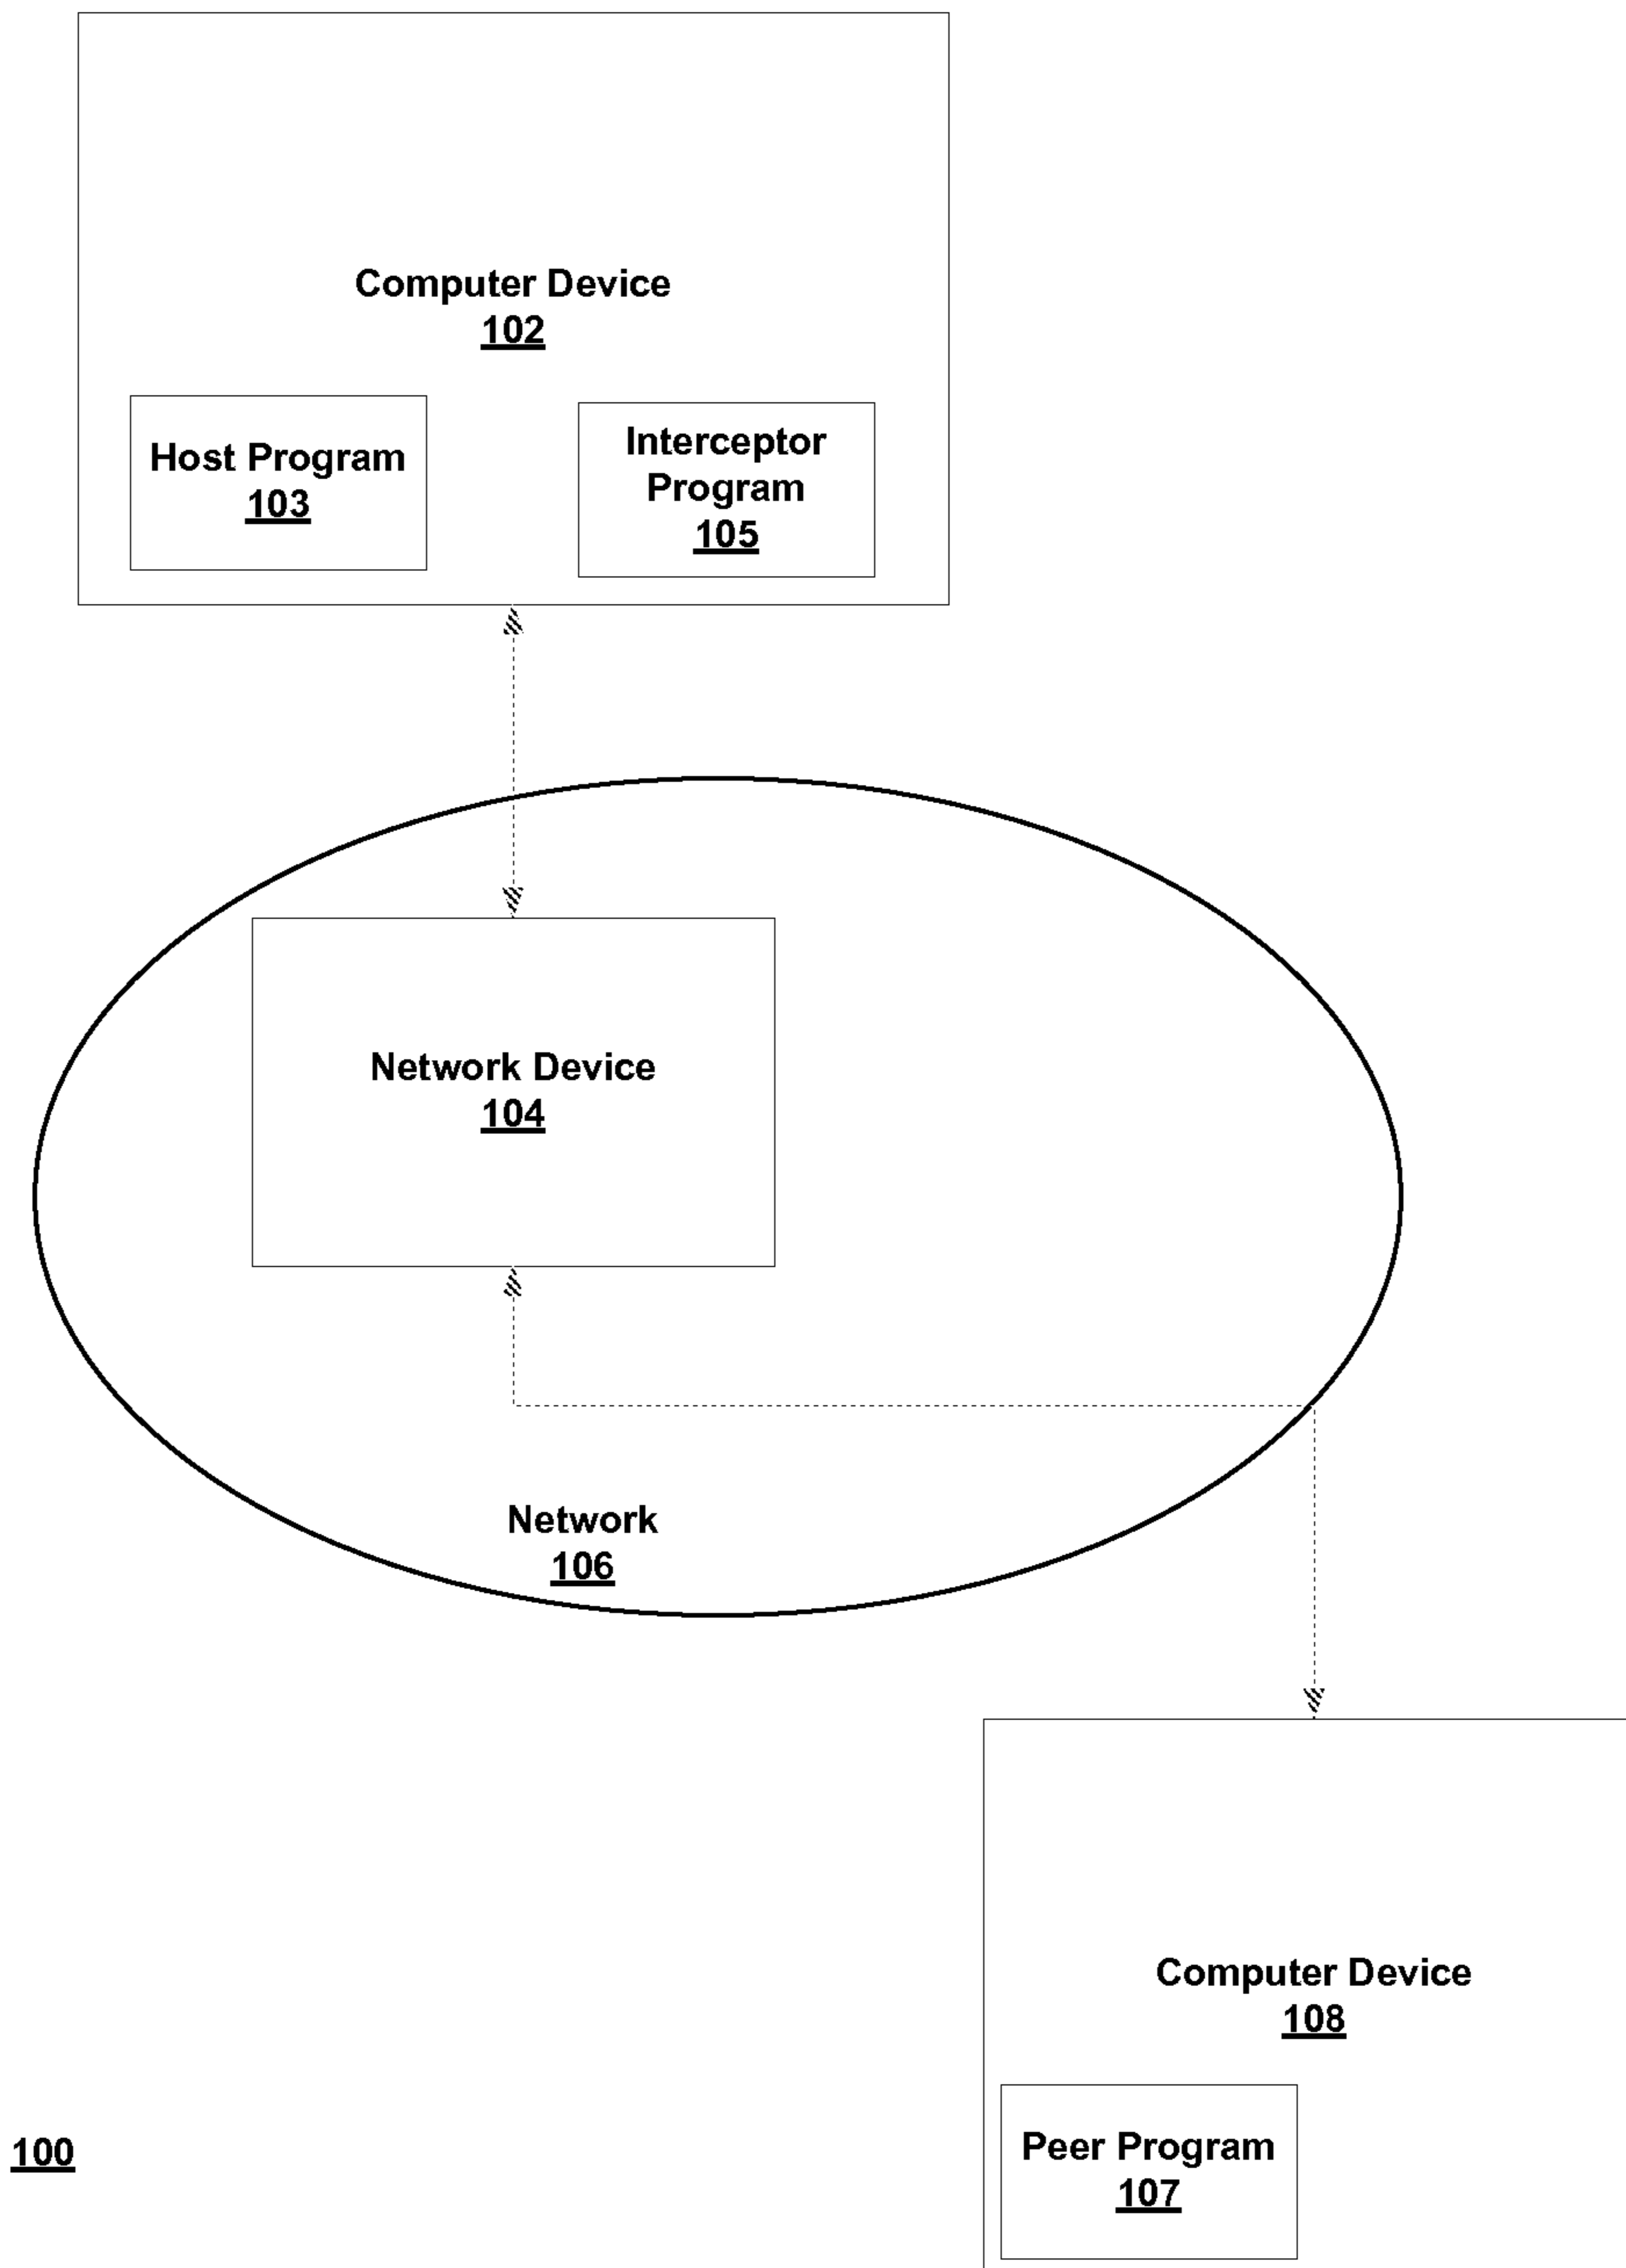 Computer Device
102
Host Program
103
Interceptor
Program
105
Network Device
104
Network
106
Computer Device
108
Peer Program
107
100